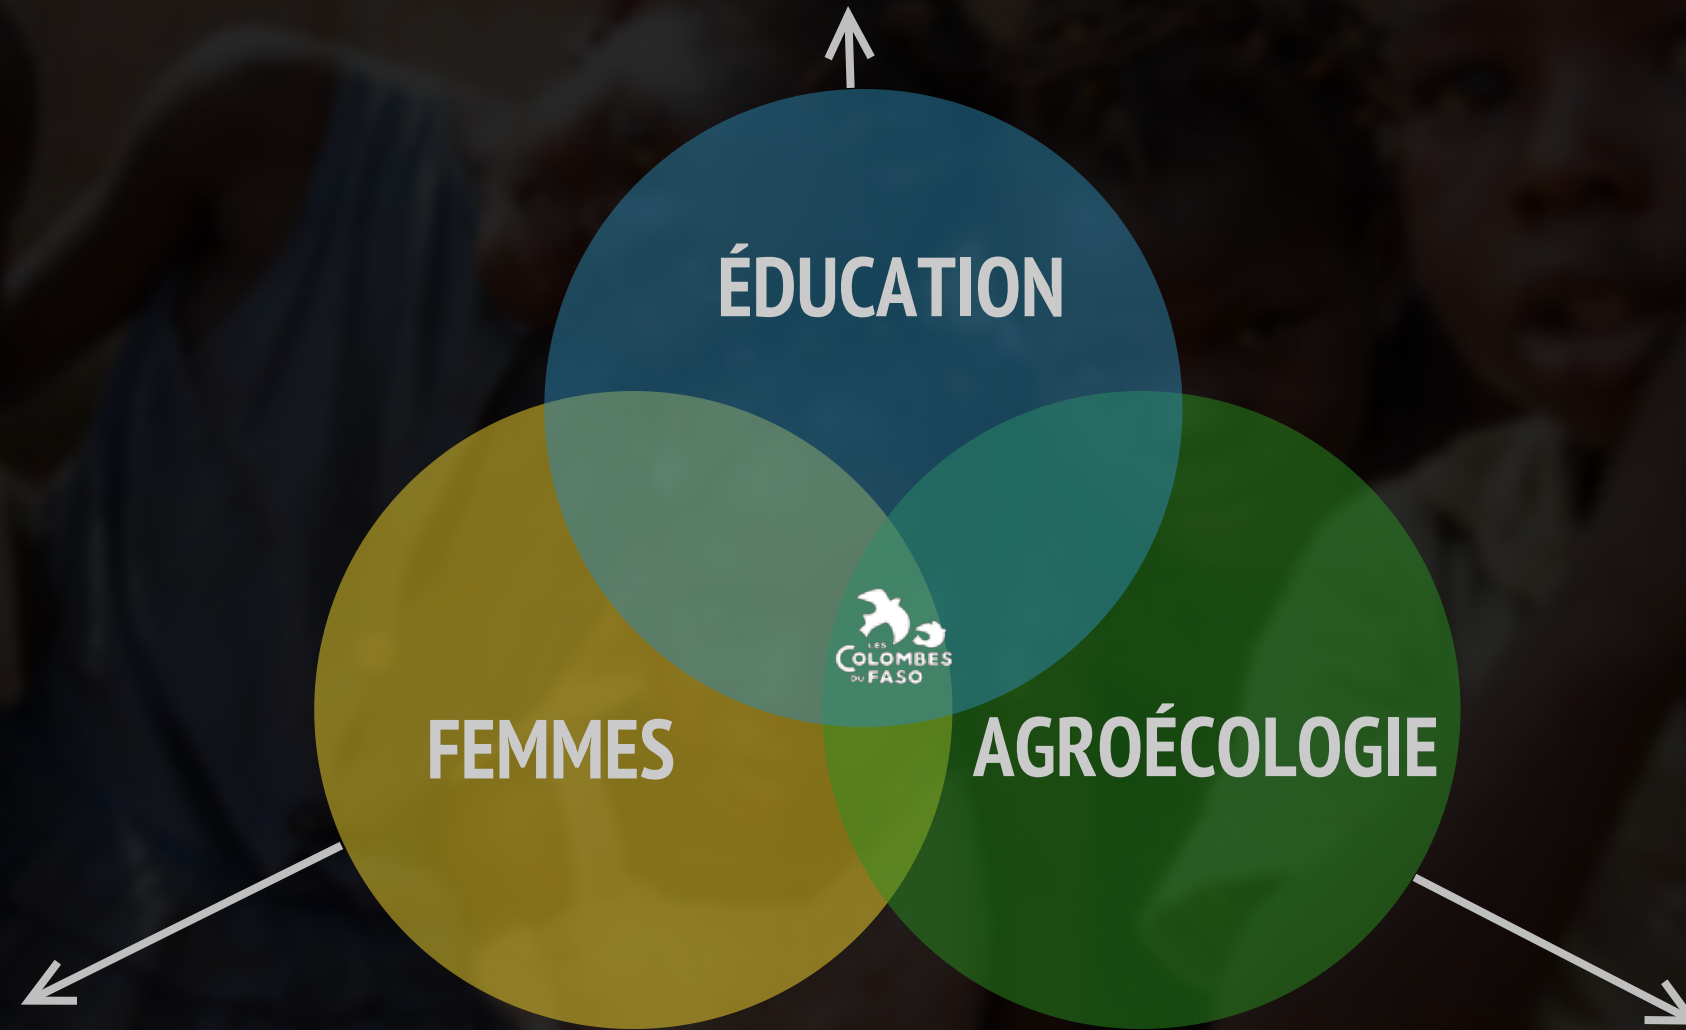 ÉDUCATION
LES
COLOMBES
DU FASO
FEMMES
AGROÉCOLOGIE